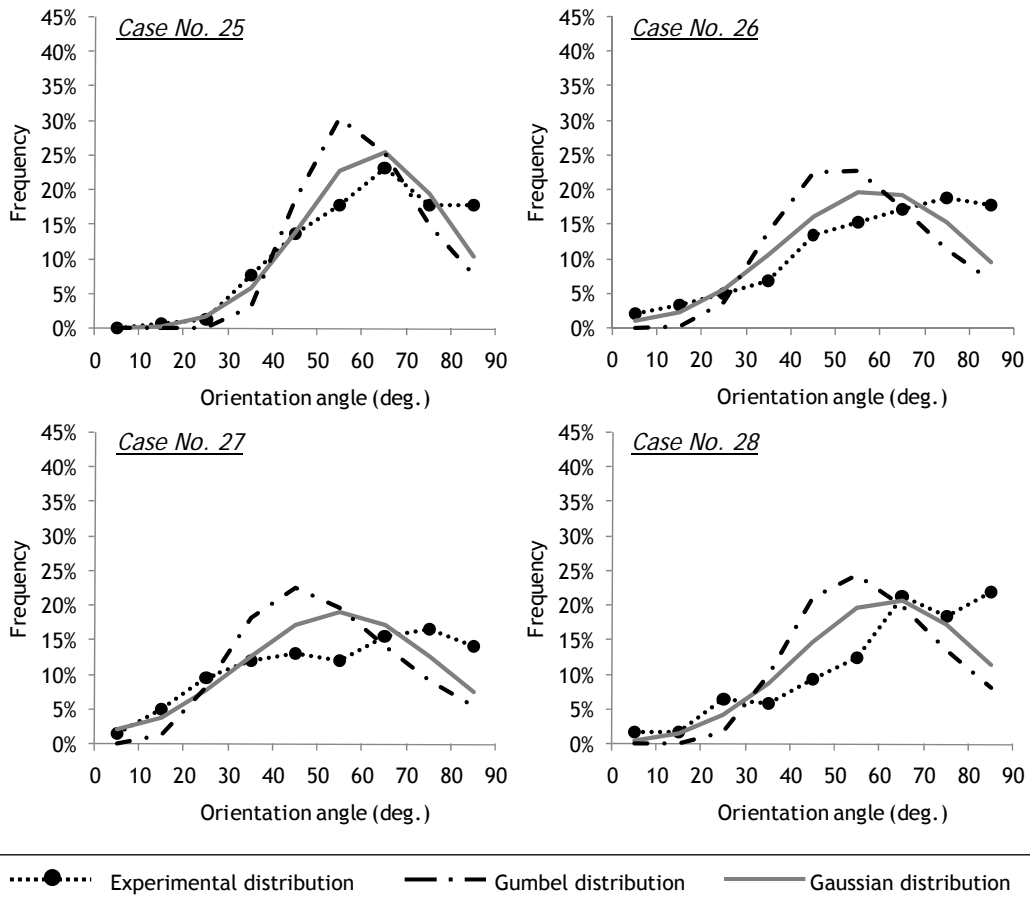 Case No. 25
45%
40%
35%
30%
25%
20%
15%
10%
5%
0%
Frequency
0 10 20 30 40 50 60 70 80 90
Orientation angle (deg.)
Case No. 26
45%
40%
35%
30%
25%
20%
15%
10%
5%
0%
Frequency
0 10 20 30 40 50 60 70 80 90
Orientation angle (deg.)
Case No. 27
45%
40%
35%
30%
25%
20%
15%
10%
5%
0%
Frequency
0 10 20 30 40 50 60 70 80 90
Orientation angle (deg.)
Case No. 28
45%
40%
35%
30%
25%
20%
15%
10%
5%
0%
Frequency
0 10 20 30 40 50 60 70 80 90
Orientation angle (deg.)
Experimental distribution Gumbel distribution Gaussian distribution